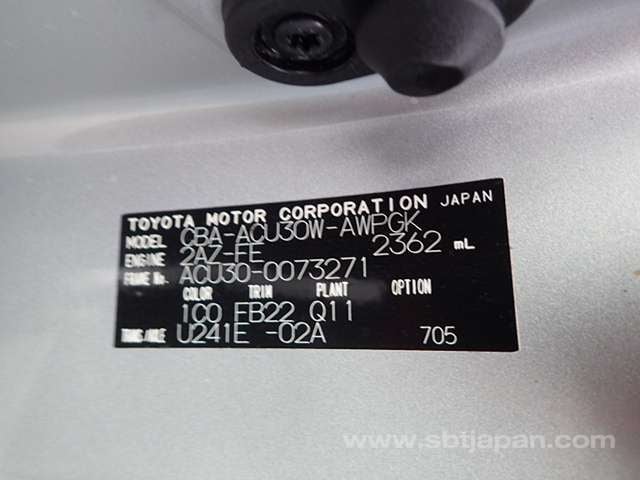 TOYOTA MOTOR CORPORATION JAPAN
MODEL CBA-ACU30W-AWPGK
ENGINE 2AZ-FE 2362 mL
FRAME No. ACU30-0073271
COLOR TRIM PLANT OPTION
1C0 FB22 Q11
TRANS/AXLE U241E -02A 705
www.sbtjapan.com